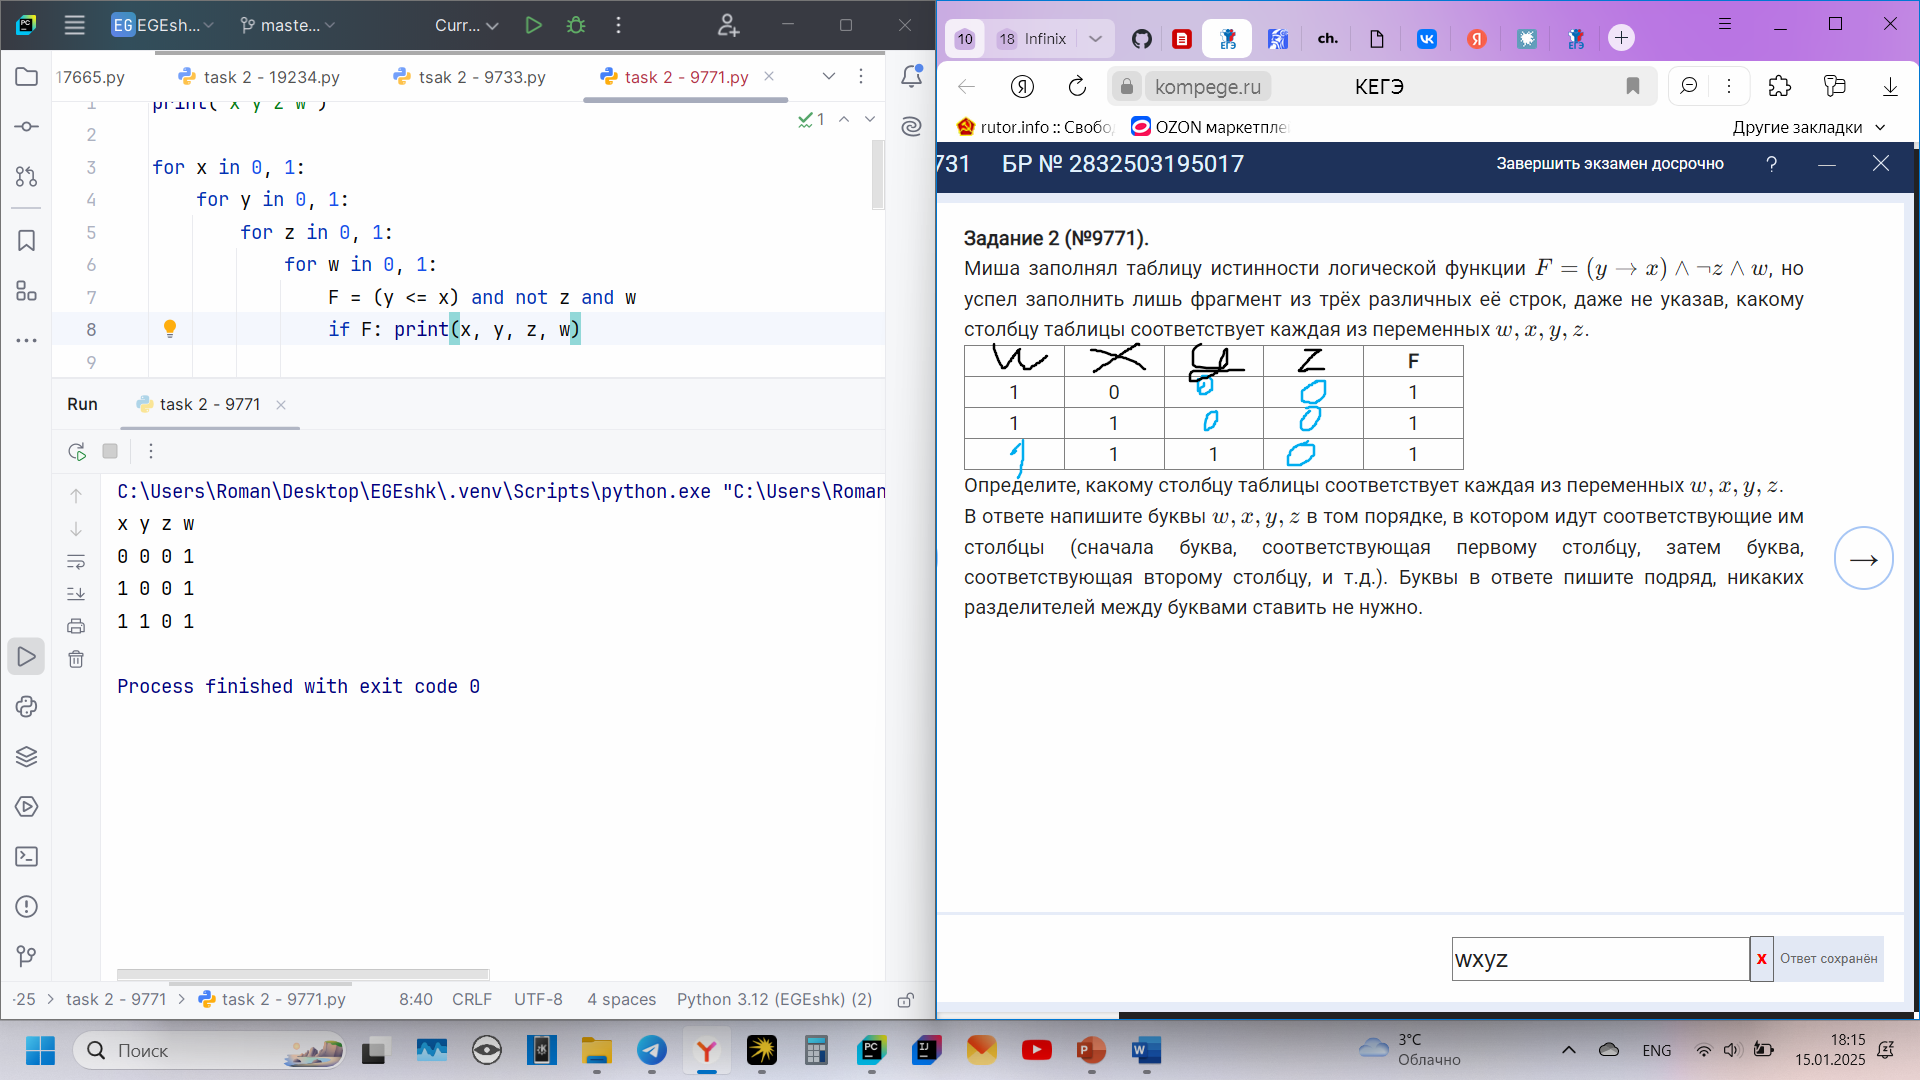 EG EGEsh...
maste...
Curr...
17665.py
task 2 - 19234.py
tsak 2 - 9733.py
task 2 - 9771.py
1 print("x y z w")
1
2
3 for x in 0, 1:
4 for y in 0, 1:
5 for z in 0, 1:
6 for w in 0, 1:
7 F = (y <= x) and not z and w
8 if F: print(x, y, z, w)
9
Run
task 2 - 9771
C:\Users\Roman\Desktop\EGEshk\.venv\Scripts\python.exe "C:\Users\Roman
x y z w
0 0 0 1
1 0 0 1
1 1 0 1
Process finished with exit code 0
-25 > task 2 - 9771 > task 2 - 9771.py
8:40 CRLF UTF-8 4 spaces Python 3.12 (EGEshk) (2)
10
18 Infinix
ch.
kompege.ru
КЕГЭ
rutor.info :: Свобо
OZON маркетпле
Другие закладки
731 БР № 2832503195017
Завершить экзамен досрочно
?
Задание 2 (№9771).
Миша заполнял таблицу истинности логической функции F = (y → x) ∧ ¬z ∧ w, но
успел заполнить лишь фрагмент из трёх различных её строк, даже не указав, какому
столбцу таблицы соответствует каждая из переменных w, x, y, z.
W X y Z F
1 0 0 0 1
1 1 0 0 1
1 1 1 0 1
Определите, какому столбцу таблицы соответствует каждая из переменных w, x, y, z.
В ответе напишите буквы w, x, y, z в том порядке, в котором идут соответствующие им
столбцы (сначала буква, соответствующая первому столбцу, затем буква,
соответствующая второму столбцу, и т.д.). Буквы в ответе пишите подряд, никаких
разделителей между буквами ставить не нужно.
wxyz
x
Ответ сохранён
Поиск
3°C
Облачно
ENG
18:15
15.01.2025